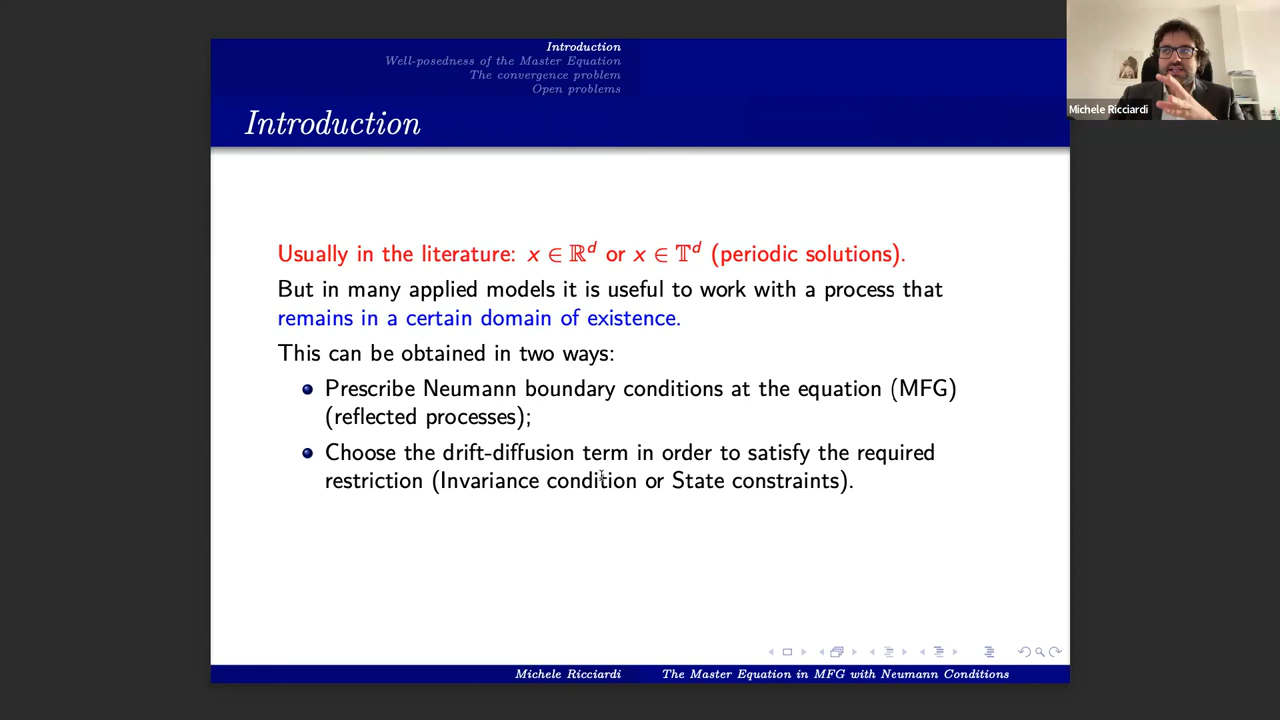 Introduction
Well-posedness of the Master Equation
The convergence problem
Open problems
Introduction
Michele Ricciardi
Usually in the literature: x ∈ ℝᵈ or x ∈ 𝕋ᵈ (periodic solutions).
But in many applied models it is useful to work with a process that
remains in a certain domain of existence.
This can be obtained in two ways:
Prescribe Neumann boundary conditions at the equation (MFG)
(reflected processes);
Choose the drift-diffusion term in order to satisfy the required
restriction (Invariance condition or State constraints).
Michele Ricciardi The Master Equation in MFG with Neumann Conditions